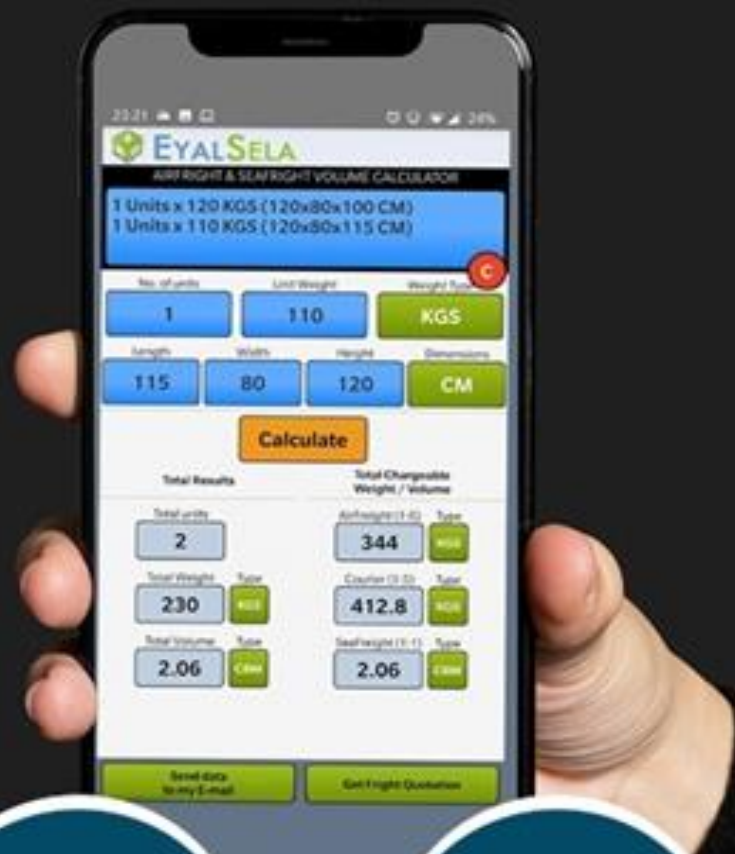 23:21 24%
EYALSELA
AIRFRIGHT & SEAFRIGHT VOLUME CALCULATOR
1 Units x 120 KGS (120x80x100 CM)
1 Units x 110 KGS (120x80x115 CM)
C
No. of units Unit Weight Weight Type
1 110 KGS
Length Width Height Dimensions
115 80 120 CM
Calculate
Total Results Total Chargeable
Weight / Volume
Total units Airfreight (1:6) Type
2 344 KGS
Total Weight Type Courier (1:5) Type
230 KGS 412.8 KGS
Total Volume Type SeaFreight (1:1) Type
2.06 CBM 2.06 CBM
Send data
to my E-mail
Get Fright Quotation